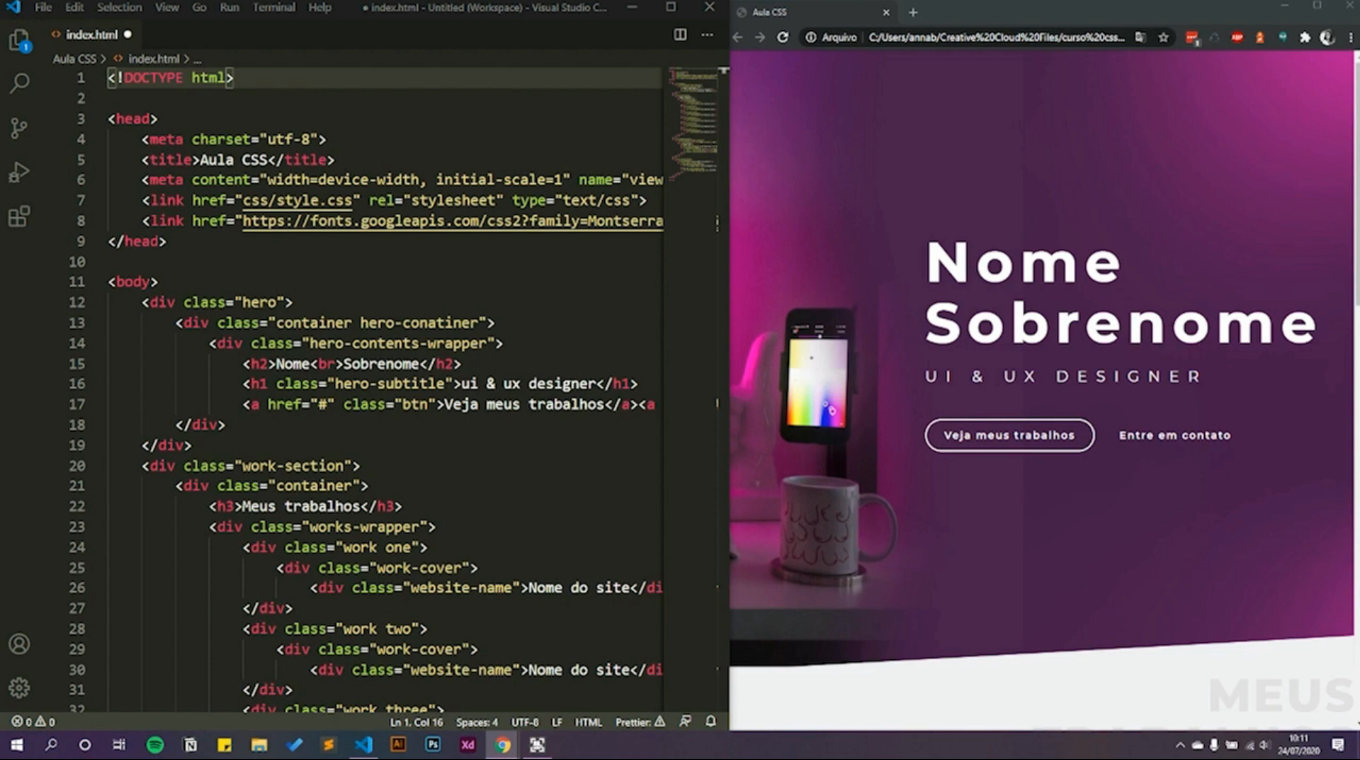 File Edit Selection View Go Run Terminal Help ● index.html - Untitled (Workspace) - Visual Studio C...
<> index.html ●
Aula CSS > <> index.html > ...
1 <!DOCTYPE html>
2
3 <head>
4 <meta charset="utf-8">
5 <title>Aula CSS</title>
6 <meta content="width=device-width, initial-scale=1" name="view
7 <link href="css/style.css" rel="stylesheet" type="text/css">
8 <link href="https://fonts.googleapis.com/css2?family=Montserra
9 </head>
10
11 <body>
12 <div class="hero">
13 <div class="container hero-conatiner">
14 <div class="hero-contents-wrapper">
15 <h2>Nome<br>Sobrenome</h2>
16 <h1 class="hero-subtitle">ui & ux designer</h1>
17 <a href="#" class="btn">Veja meus trabalhos</a><a
18 </div>
19 </div>
20 <div class="work-section">
21 <div class="container">
22 <h3>Meus trabalhos</h3>
23 <div class="works-wrapper">
24 <div class="work one">
25 <div class="work-cover">
26 <div class="website-name">Nome do site</di
27 </div>
28 <div class="work two">
29 <div class="work-cover">
30 <div class="website-name">Nome do site</di
31 </div>
32 <div class="work three">
0 0 Ln 1, Col 16 Spaces: 4 UTF-8 LF HTML Prettier:
Aula CSS
Arquivo C:/Users/annab/Creative%20Cloud%20Files/curso%20css...
Nome
Sobrenome
UI & UX DESIGNER
Veja meus trabalhos Entre em contato
MEUS
Ai Ps Xd
10:11
24/07/2020